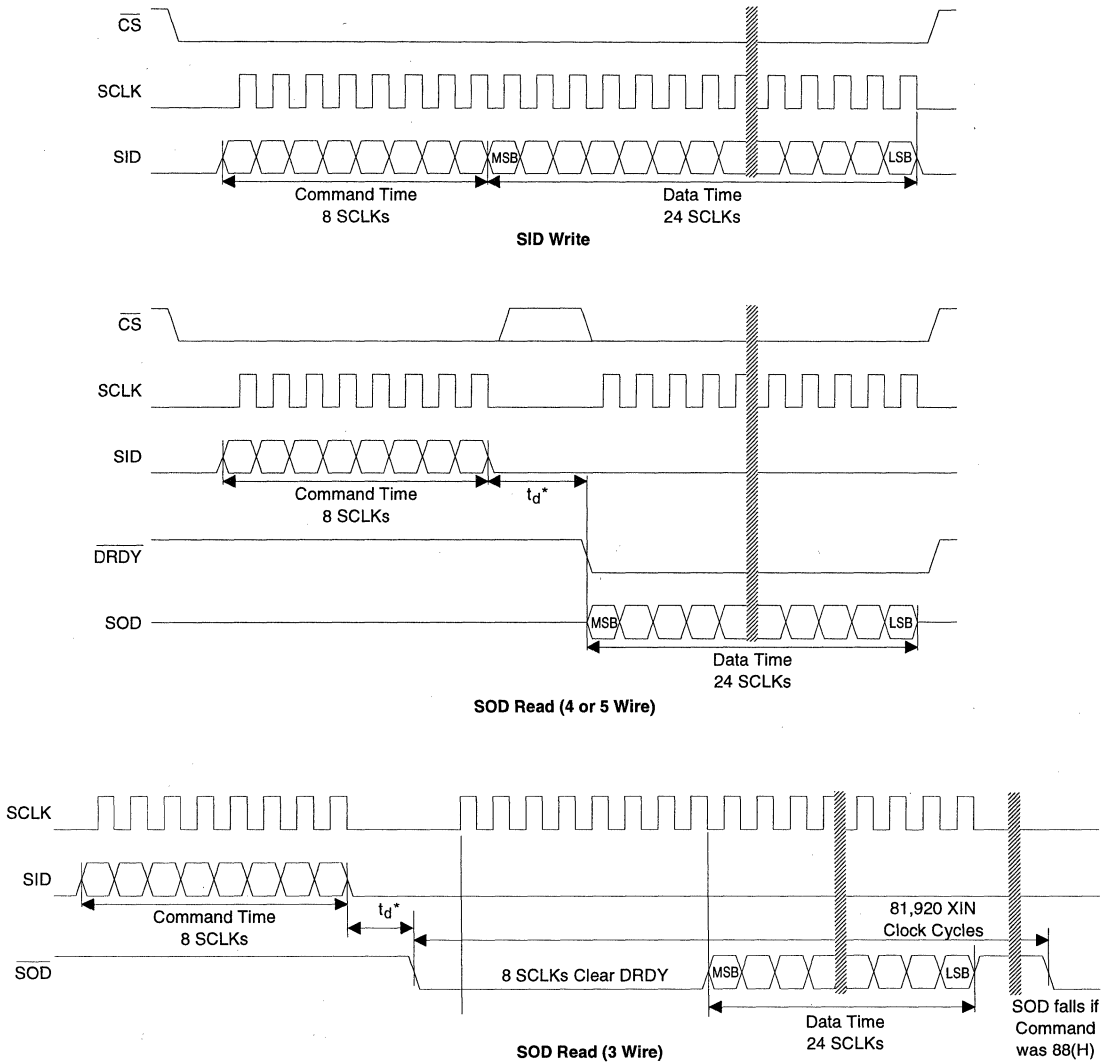 CS
SCLK
SID
MSB
LSB
Command Time
8 SCLKs
Data Time
24 SCLKs
SID Write
CS
SCLK
SID
Command Time
8 SCLKs
td*
DRDY
SOD
MSB
LSB
Data Time
24 SCLKs
SOD Read (4 or 5 Wire)
SCLK
SID
Command Time
8 SCLKs
td*
81,920 XIN
Clock Cycles
SOD
8 SCLKs Clear DRDY
MSB
LSB
Data Time
24 SCLKs
SOD falls if
Command
was 88(H)
SOD Read (3 Wire)